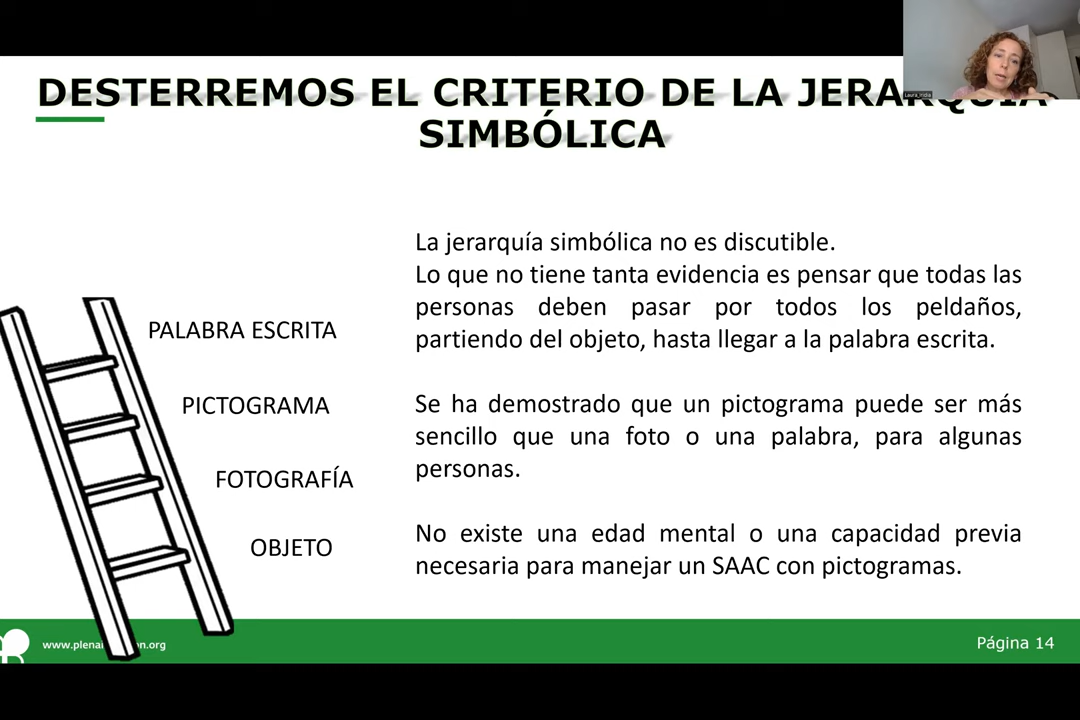 DESTERREMOS EL CRITERIO DE LA JERARQUÍA
SIMBÓLICA
La jerarquía simbólica no es discutible.
Lo que no tiene tanta evidencia es pensar que todas las
personas deben pasar por todos los peldaños,
partiendo del objeto, hasta llegar a la palabra escrita.
Se ha demostrado que un pictograma puede ser más
sencillo que una foto o una palabra, para algunas
personas.
No existe una edad mental o una capacidad previa
necesaria para manejar un SAAC con pictogramas.
PALABRA ESCRITA
PICTOGRAMA
FOTOGRAFÍA
OBJETO
Página 14